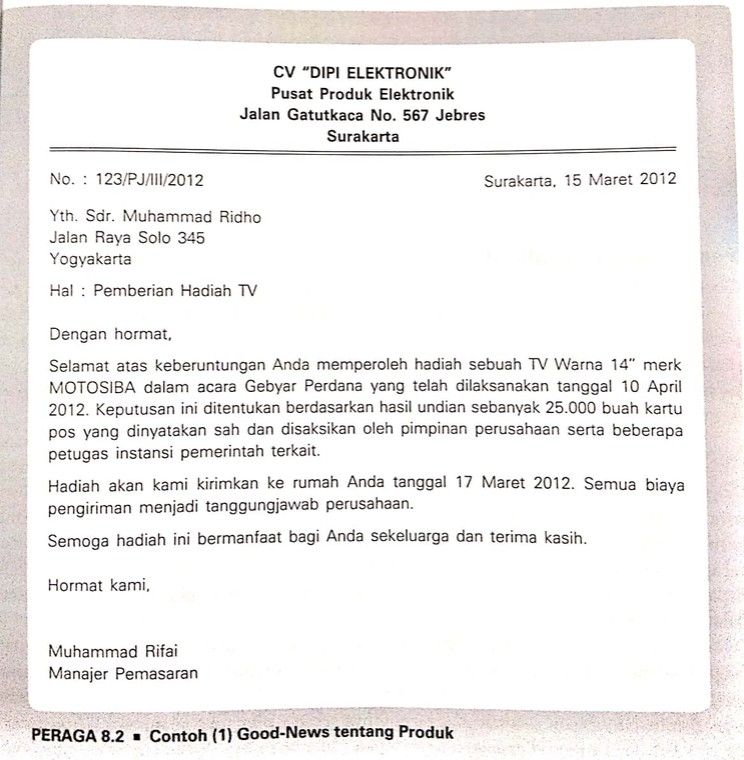 CV "DIPI ELEKTRONIK"
Pusat Produk Elektronik
Jalan Gatutkaca No. 567 Jebres
Surakarta
No. : 123/PJ/III/2012 Surakarta, 15 Maret 2012
Yth. Sdr. Muhammad Ridho
Jalan Raya Solo 345
Yogyakarta
Hal : Pemberian Hadiah TV
Dengan hormat,
Selamat atas keberuntungan Anda memperoleh hadiah sebuah TV Warna 14" merk
MOTOSIBA dalam acara Gebyar Perdana yang telah dilaksanakan tanggal 10 April
2012. Keputusan ini ditentukan berdasarkan hasil undian sebanyak 25.000 buah kartu
pos yang dinyatakan sah dan disaksikan oleh pimpinan perusahaan serta beberapa
petugas instansi pemerintah terkait.
Hadiah akan kami kirimkan ke rumah Anda tanggal 17 Maret 2012. Semua biaya
pengiriman menjadi tanggungjawab perusahaan.
Semoga hadiah ini bermanfaat bagi Anda sekeluarga dan terima kasih.
Hormat kami,
Muhammad Rifai
Manajer Pemasaran
PERAGA 8.2 ■ Contoh (1) Good-News tentang Produk